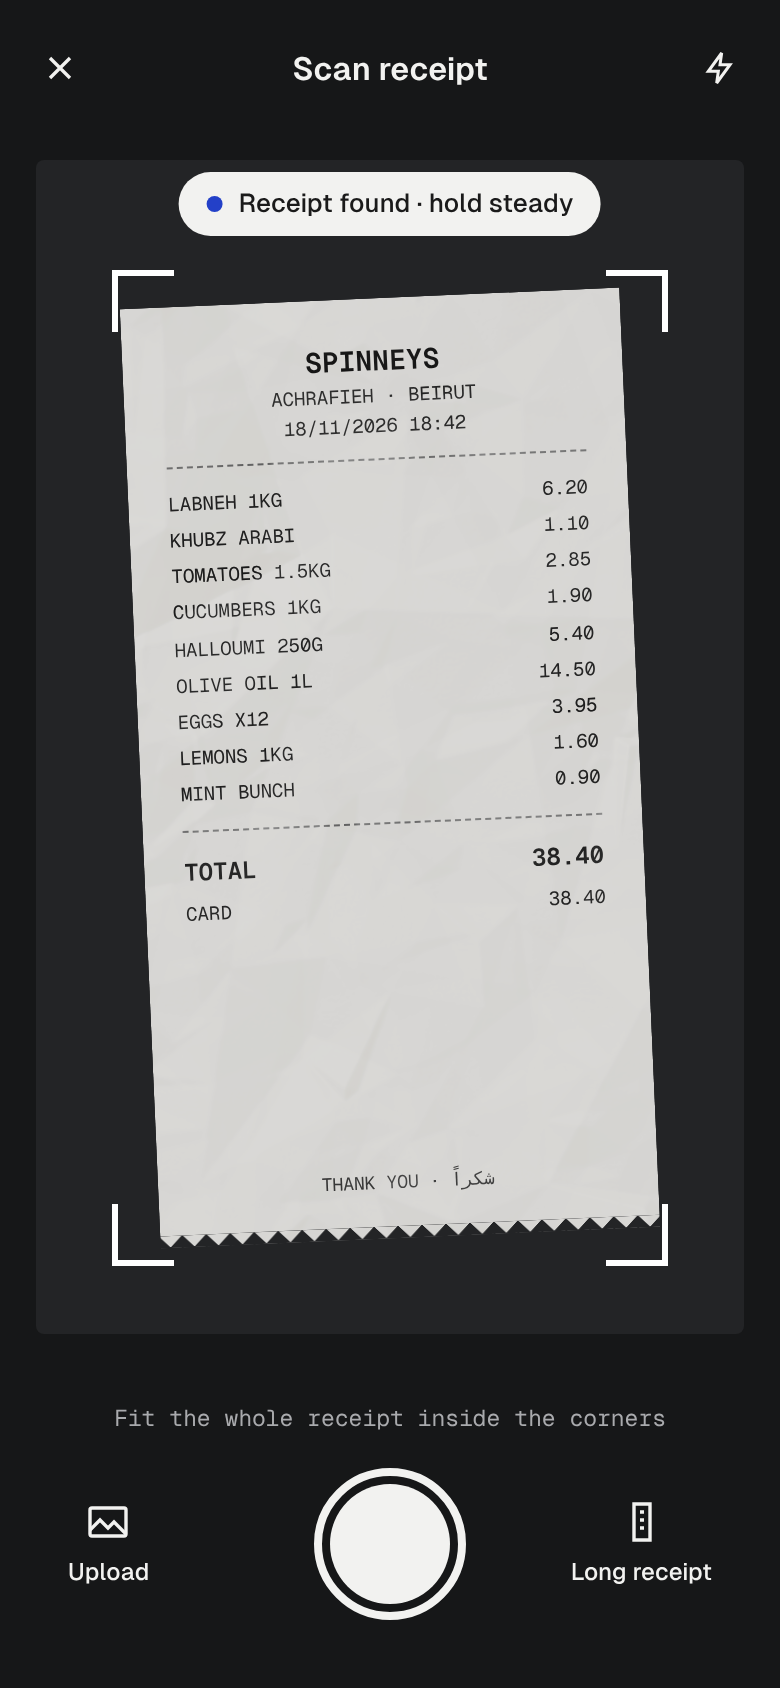 Scan receipt
Receipt found · hold steady
SPINNEYS
ACHRAFIEH · BEIRUT
18/11/2026 18:42
LABNEH 1KG 6.20
KHUBZ ARABI 1.10
TOMATOES 1.5KG 2.85
CUCUMBERS 1KG 1.90
HALLOUMI 250G 5.40
OLIVE OIL 1L 14.50
EGGS X12 3.95
LEMONS 1KG 1.60
MINT BUNCH 0.90
TOTAL 38.40
CARD 38.40
THANK YOU · شكراً
Fit the whole receipt inside the corners
Upload
Long receipt